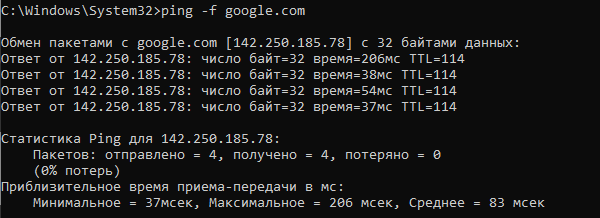 C:\Windows\System32>ping -f google.com
Обмен пакетами с google.com [142.250.185.78] с 32 байтами данных:
Ответ от 142.250.185.78: число байт=32 время=206мс TTL=114
Ответ от 142.250.185.78: число байт=32 время=38мс TTL=114
Ответ от 142.250.185.78: число байт=32 время=54мс TTL=114
Ответ от 142.250.185.78: число байт=32 время=37мс TTL=114
Статистика Ping для 142.250.185.78:
Пакетов: отправлено = 4, получено = 4, потеряно = 0
(0% потерь)
Приблизительное время приема-передачи в мс:
Минимальное = 37мсек, Максимальное = 206 мсек, Среднее = 83 мсек